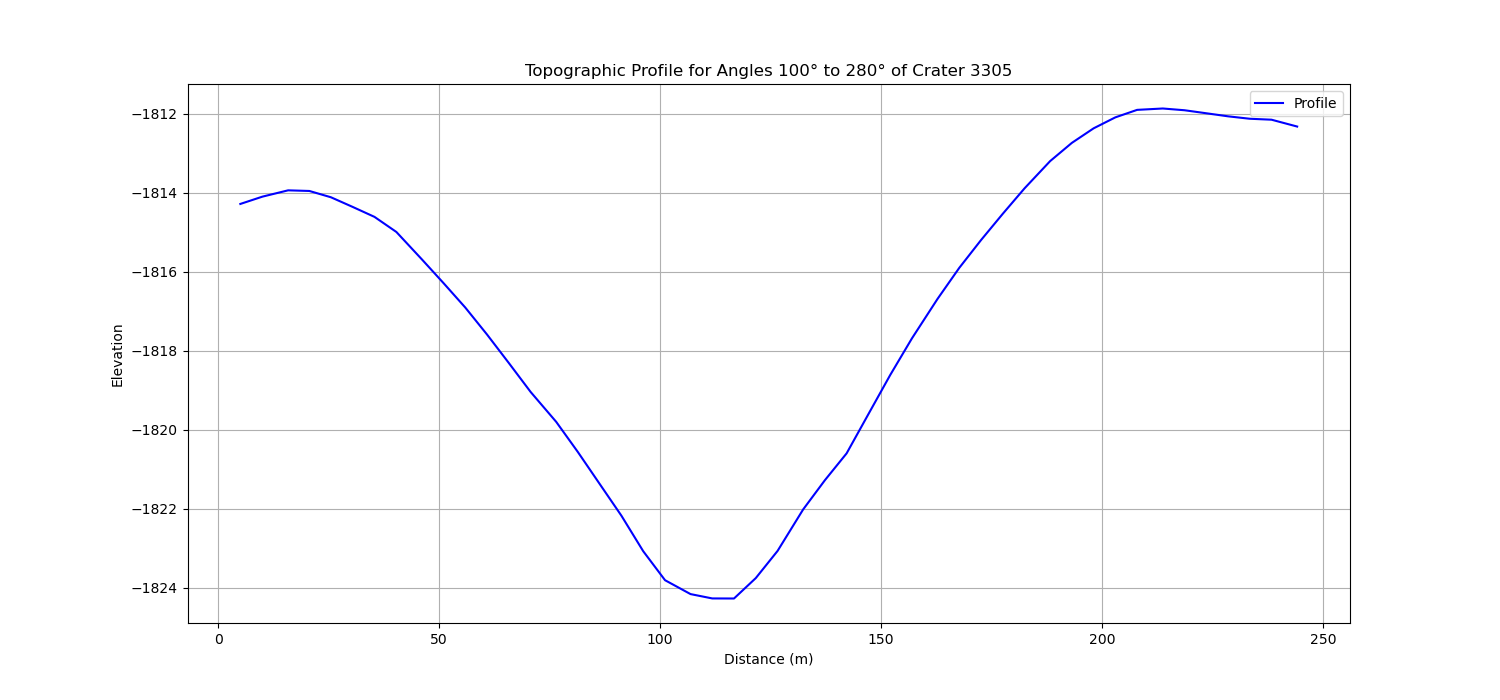 Topographic Profile for Angles 100° to 280° of Crater 3305
Profile
−1812
−1814
−1816
−1818
−1820
−1822
−1824
Elevation
0 50 100 150 200 250
Distance (m)